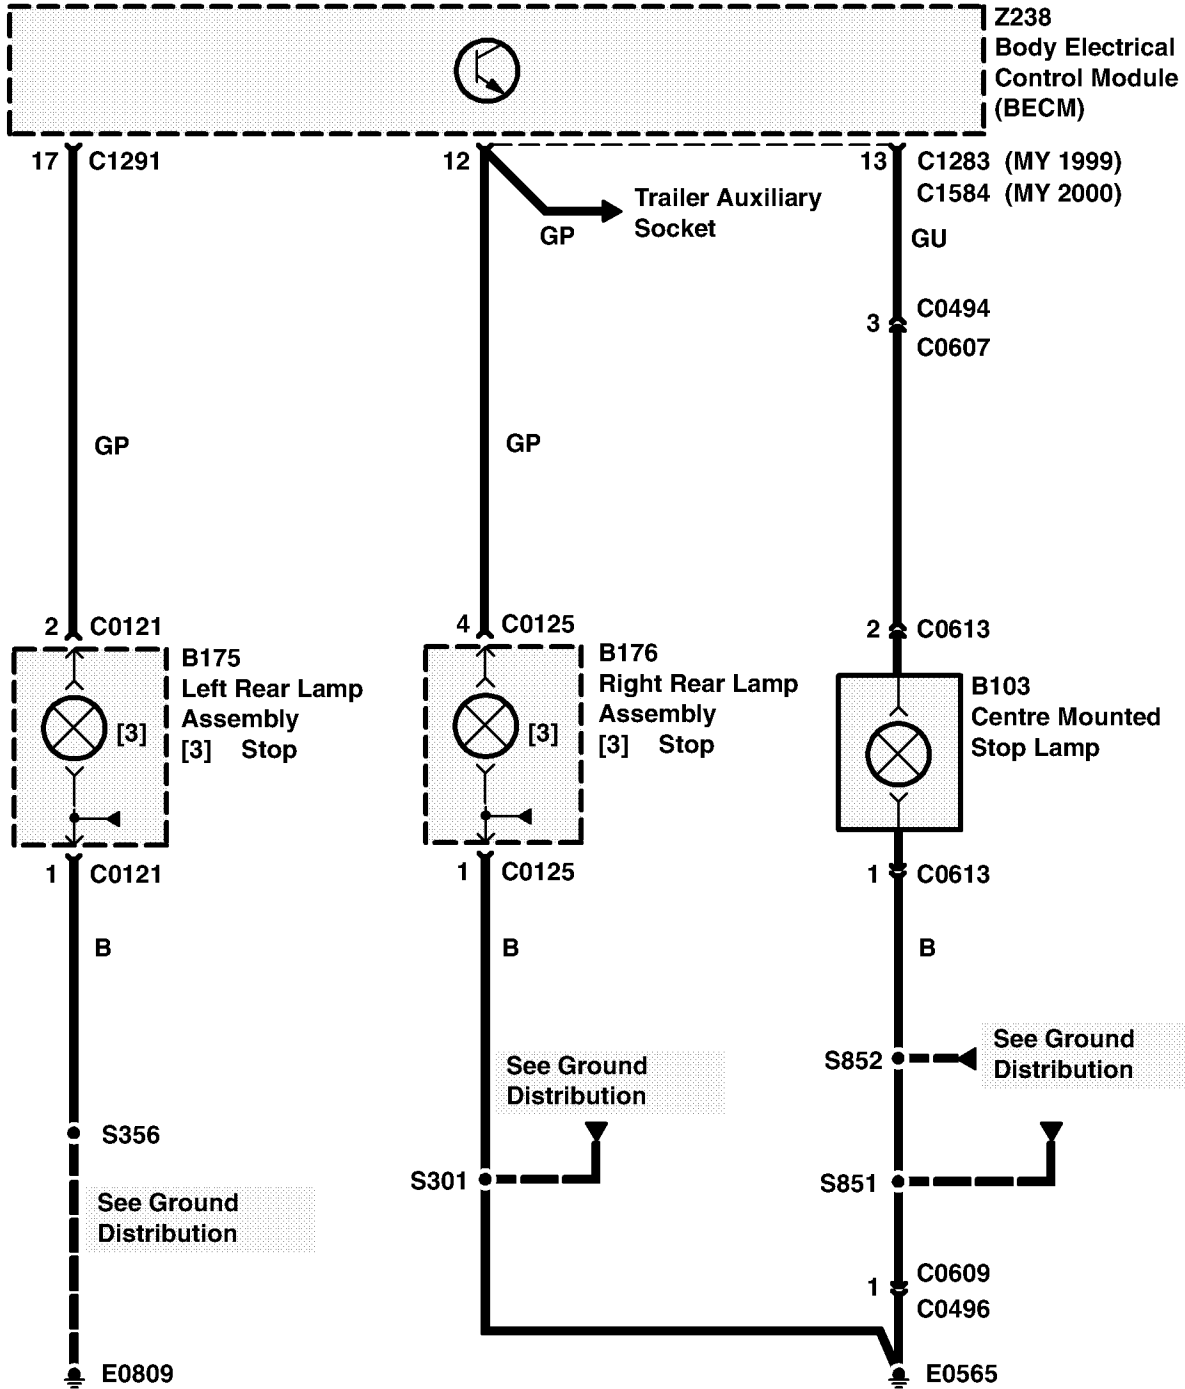 Z238
Body Electrical
Control Module
(BECM)
17 C1291
12
13 C1283 (MY 1999)
C1584 (MY 2000)
Trailer Auxiliary
Socket
GP
GU
3 C0494
C0607
GP
GP
2 C0121
4 C0125
2 C0613
B175
Left Rear Lamp
Assembly
[3] Stop
[3]
B176
Right Rear Lamp
Assembly
[3] Stop
[3]
B103
Centre Mounted
Stop Lamp
1 C0121
1 C0125
1 C0613
B
B
B
See Ground
Distribution
S852
See Ground
Distribution
S356
S301
S851
See Ground
Distribution
1 C0609
C0496
E0809
E0565